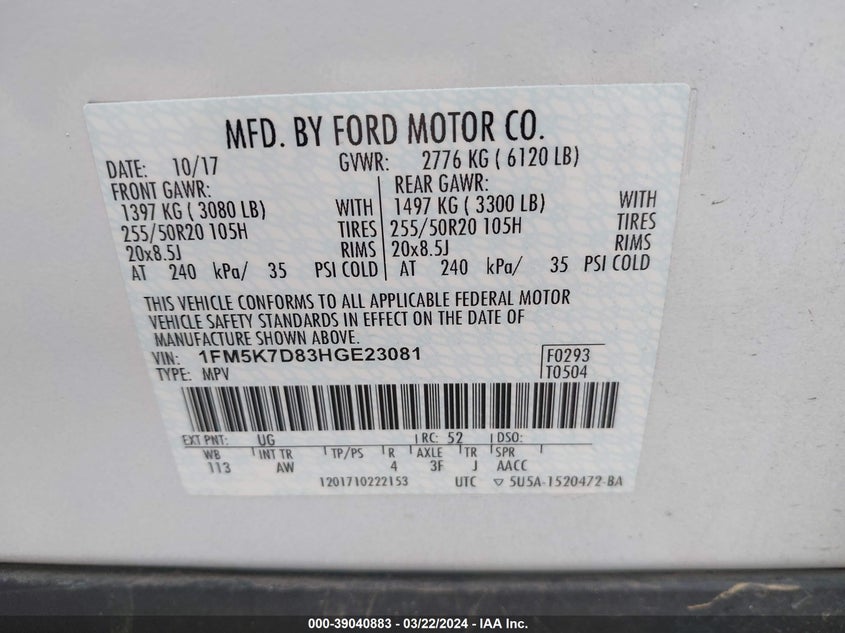 MFD. BY FORD MOTOR CO.
DATE: 10/17 GVWR: 2776 KG ( 6120 LB)
FRONT GAWR: REAR GAWR:
1397 KG ( 3080 LB) WITH 1497 KG ( 3300 LB) WITH
255/50R20 105H TIRES 255/50R20 105H TIRES
20x8.5J RIMS 20x8.5J RIMS
AT 240 kPa/ 35 PSI COLD AT 240 kPa/ 35 PSI COLD
THIS VEHICLE CONFORMS TO ALL APPLICABLE FEDERAL MOTOR
VEHICLE SAFETY STANDARDS IN EFFECT ON THE DATE OF
MANUFACTURE SHOWN ABOVE.
VIN: 1FM5K7D83HGE23081 F0293
TYPE: MPV T0504
EXT PNT: UG RC: 52 DSO:
WB INT TR TP/PS R AXLE TR SPR
113 AW 4 3F J AACC
1201710222153 UTC ▽ 5U5A-1520472-BA
000-39040883 - 03/22/2024 - IAA Inc.